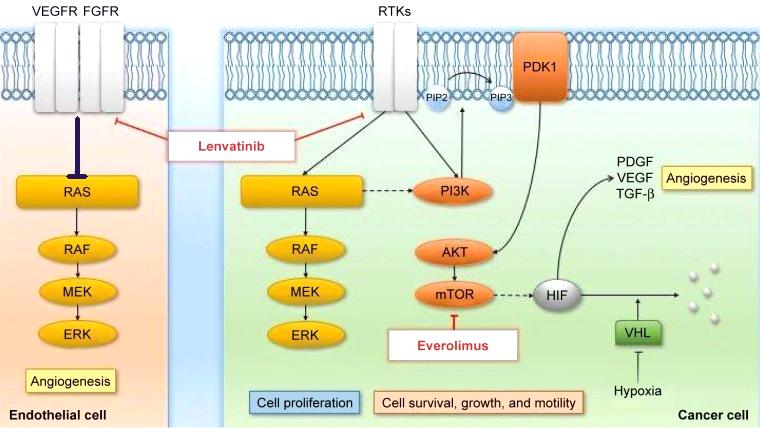 VEGFR FGFR
RTKs
PDK1
PIP2
PIP3
Lenvatinib
RAS
RAS
PI3K
PDGF
VEGF
TGF-β
Angiogenesis
RAF
RAF
AKT
MEK
MEK
mTOR
HIF
ERK
ERK
Everolimus
VHL
Angiogenesis
Hypoxia
Cell proliferation
Cell survival, growth, and motility
Endothelial cell
Cancer cell